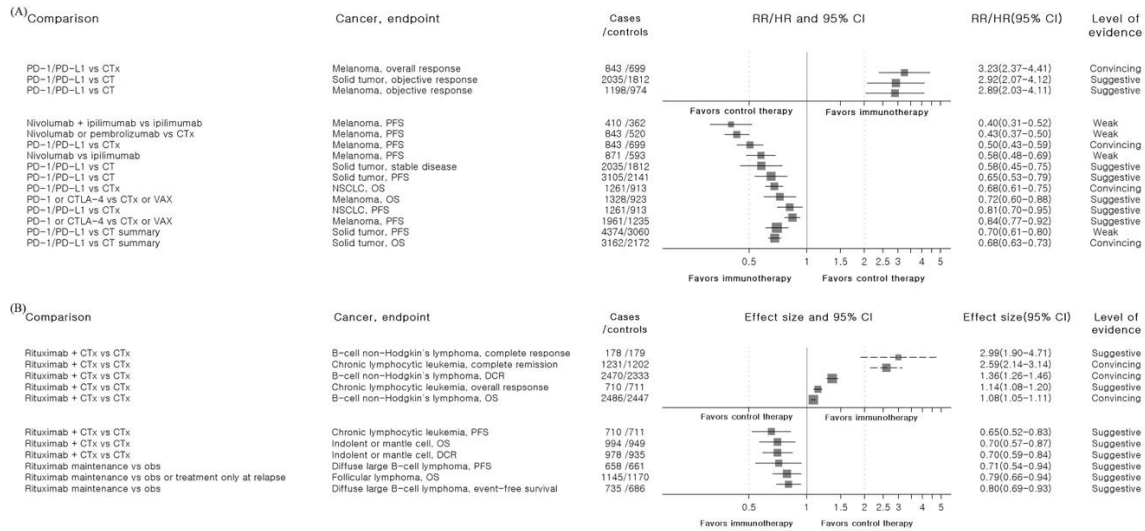 (A)
Comparison Cancer, endpoint Cases /controls RR/HR and 95% CI RR/HR(95% CI) Level of evidence
PD-1/PD-L1 vs CTx Melanoma, overall response 843 /699 3.23(2.37-4.41) Convincing
PD-1/PD-L1 vs CT Solid tumor, objective response 2035/1812 2.92(2.07-4.12) Suggestive
PD-1/PD-L1 vs CT Melanoma, objective response 1198/974 2.89(2.03-4.11) Suggestive
Favors control therapy Favors immunotherapy
Nivolumab + ipilimumab vs ipilimumab Melanoma, PFS 410 /362 0.40(0.31-0.52) Weak
Nivolumab or pembrolizumab vs CTx Melanoma, PFS 843 /520 0.43(0.37-0.50) Weak
PD-1/PD-L1 vs CTx Melanoma, PFS 843 /699 0.50(0.43-0.59) Convincing
Nivolumab vs ipilimumab Melanoma, PFS 871 /593 0.58(0.48-0.69) Weak
PD-1/PD-L1 vs CT Solid tumor, stable disease 2035/1812 0.58(0.45-0.75) Suggestive
PD-1/PD-L1 vs CT Solid tumor, PFS 3105/2141 0.65(0.53-0.79) Suggestive
PD-1/PD-L1 vs CTx NSCLC, OS 1261/913 0.68(0.61-0.75) Convincing
PD-1 or CTLA-4 vs CTx or VAX Melanoma, OS 1328/923 0.72(0.60-0.88) Suggestive
PD-1/PD-L1 vs CTx NSCLC, PFS 1261/913 0.81(0.70-0.95) Suggestive
PD-1 or CTLA-4 vs CTx or VAX Melanoma, PFS 1961/1235 0.84(0.77-0.92) Suggestive
PD-1/PD-L1 vs CT summary Solid tumor, PFS 4374/3060 0.70(0.61-0.80) Weak
PD-1/PD-L1 vs CT summary Solid tumor, OS 3162/2172 0.68(0.63-0.73) Convincing
0.5 1 1.5 2 3 5
Favors immunotherapy Favors control therapy
(B)
Comparison Cancer, endpoint Cases /controls Effect size and 95% CI Effect size(95% CI) Level of evidence
Rituximab + CTx vs CTx B-cell non-Hodgkin's lymphoma, complete response 178 /179 2.99(1.90-4.71) Suggestive
Rituximab + CTx vs CTx Chronic lymphocytic leukemia, complete remission 1231/1202 2.59(2.14-3.14) Convincing
Rituximab + CTx vs CTx B-cell non-Hodgkin's lymphoma, DCR 2470/2333 1.36(1.26-1.46) Convincing
Rituximab + CTx vs CTx Chronic lymphocytic leukemia, overall respsonse 710 /711 1.14(1.08-1.20) Suggestive
Rituximab + CTx vs CTx B-cell non-Hodgkin's lymphoma, OS 2486/2447 1.08(1.05-1.11) Convincing
Favors control therapy Favors immunotherapy
Rituximab + CTx vs CTx Chronic lymphocytic leukemia, PFS 710 /711 0.65(0.52-0.83) Suggestive
Rituximab + CTx vs CTx Indolent or mantle cell, OS 994 /949 0.70(0.57-0.87) Suggestive
Rituximab + CTx vs CTx Indolent or mantle cell, DCR 978 /935 0.70(0.59-0.84) Suggestive
Rituximab maintenance vs obs Diffuse large B-cell lymphoma, PFS 658 /661 0.71(0.54-0.94) Suggestive
Rituximab maintenance vs obs or treatment only at relapse Follicular lymphoma, OS 1145/1170 0.79(0.66-0.94) Suggestive
Rituximab maintenance vs obs Diffuse large B-cell lymphoma, event-free survival 735 /686 0.80(0.69-0.93) Suggestive
0.5 1 1.5 2 3 5
Favors immunotherapy Favors control therapy